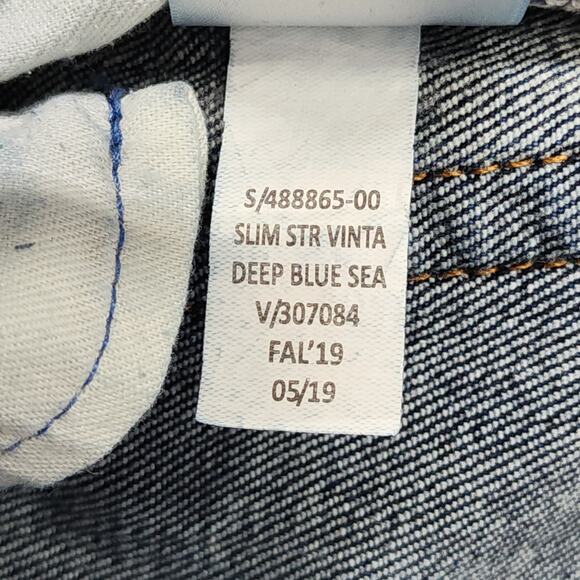 S/488865-00
SLIM STR VINTA
DEEP BLUE SEA
V/307084
FAL'19
05/19